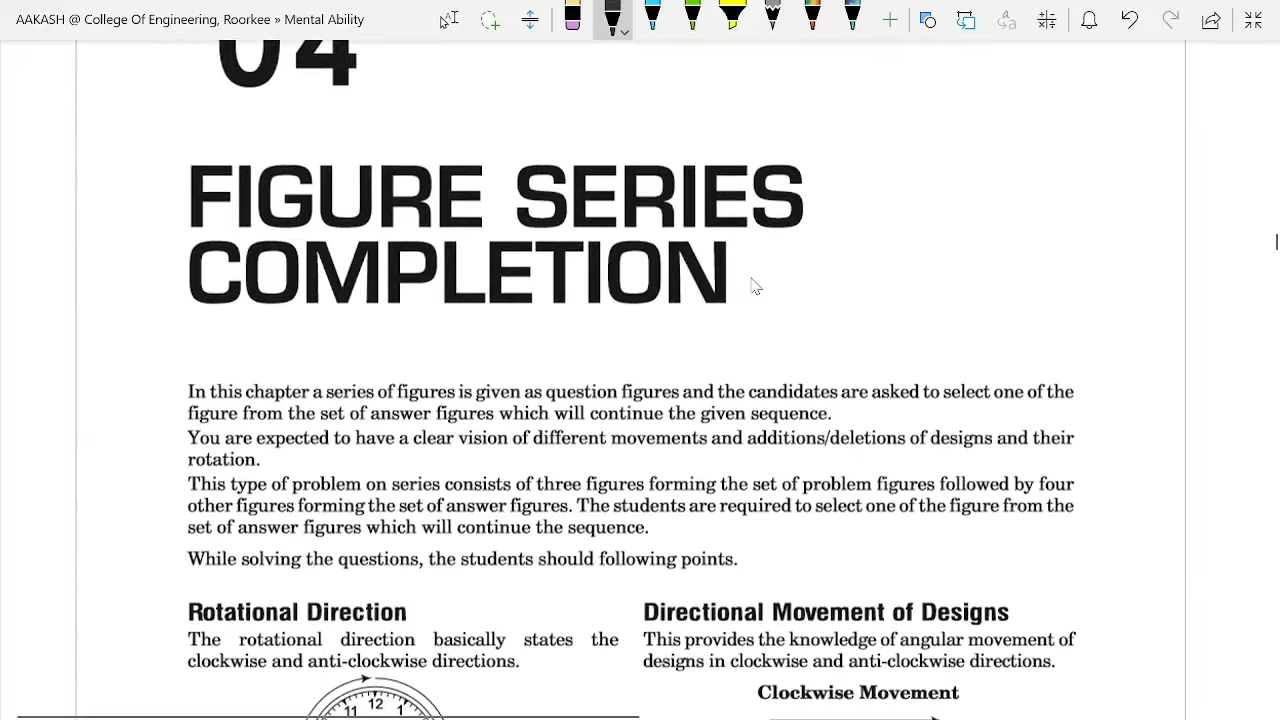 AAKASH @ College Of Engineering, Roorkee » Mental Ability
04
FIGURE SERIES
COMPLETION
In this chapter a series of figures is given as question figures and the candidates are asked to select one of the
figure from the set of answer figures which will continue the given sequence.
You are expected to have a clear vision of different movements and additions/deletions of designs and their
rotation.
This type of problem on series consists of three figures forming the set of problem figures followed by four
other figures forming the set of answer figures. The students are required to select one of the figure from the
set of answer figures which will continue the sequence.
While solving the questions, the students should following points.
Rotational Direction
The rotational direction basically states the
clockwise and anti-clockwise directions.
11 12 1
Directional Movement of Designs
This provides the knowledge of angular movement of
designs in clockwise and anti-clockwise directions.
Clockwise Movement